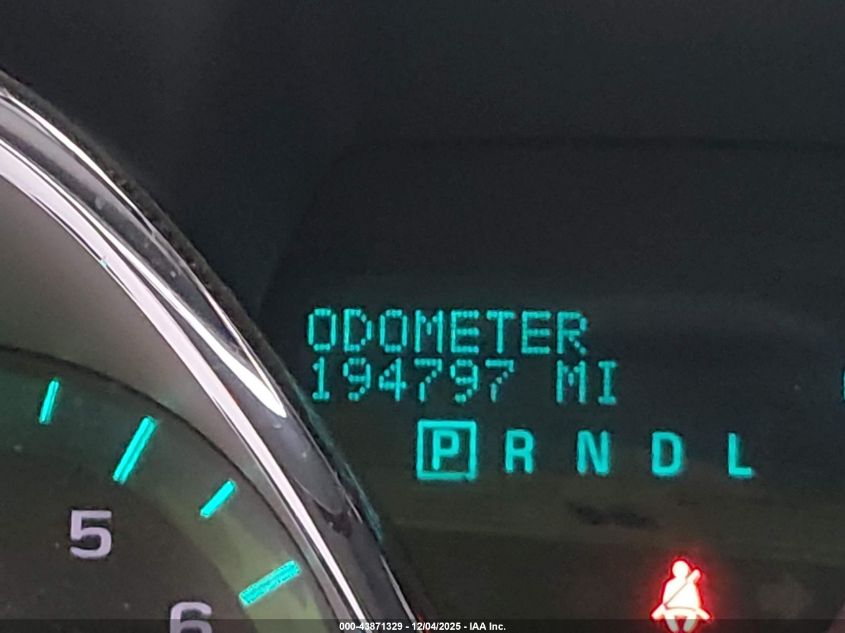 ODOMETER
194797 MI
P R N D L
5
6
000-43871329 - 12/04/2025 - IAA Inc.